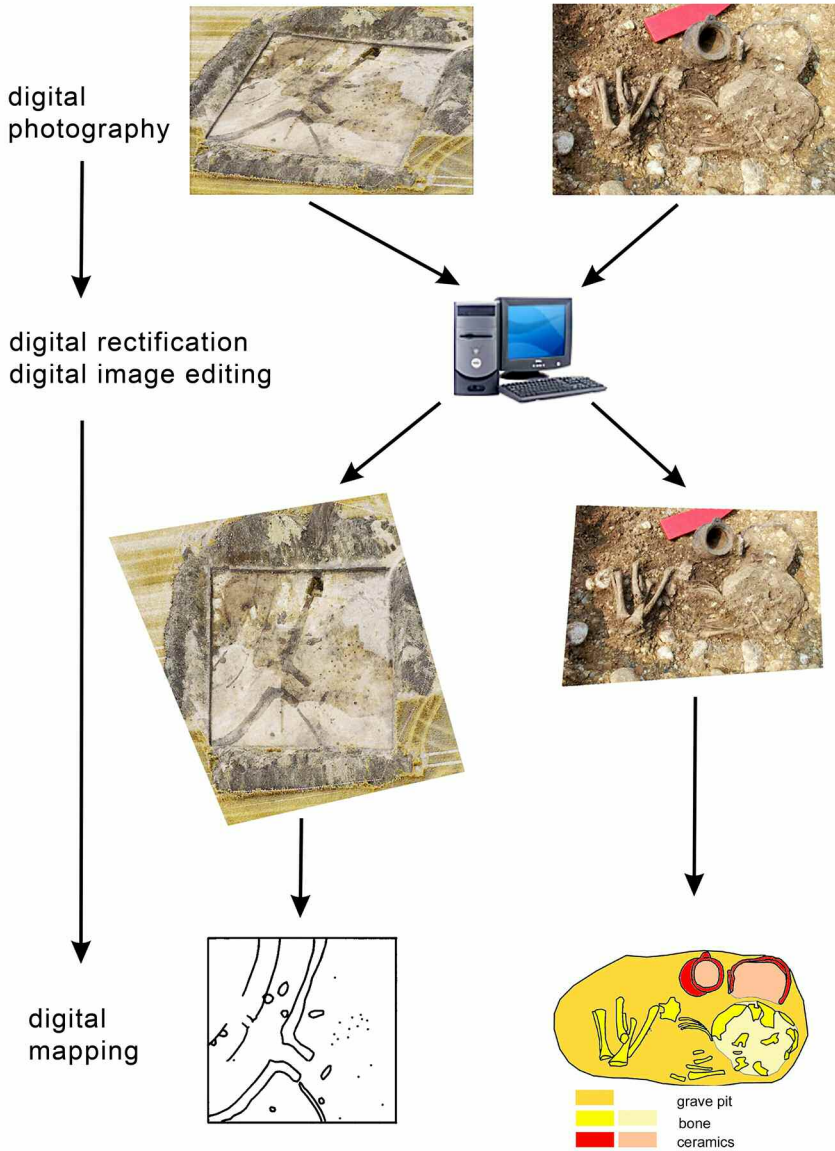 digital
photography
digital rectification
digital image editing
digital
mapping
grave pit
bone
ceramics